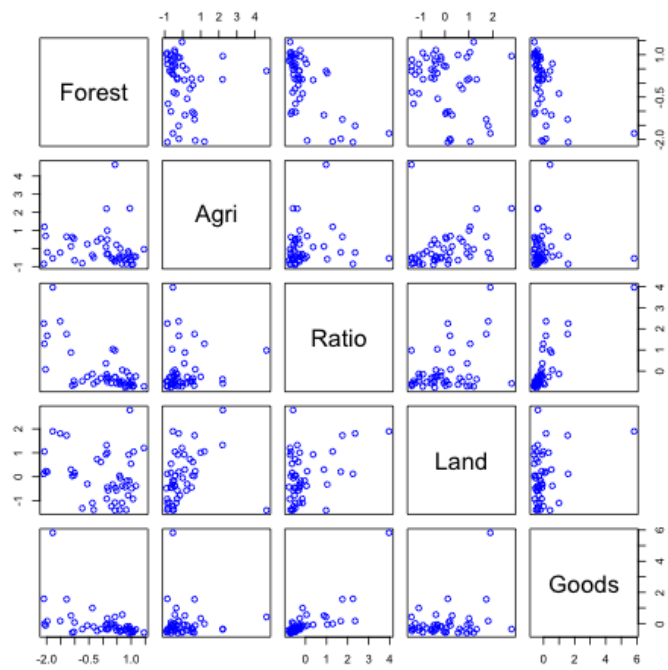 -1 1 2 3 4
-1 0 1 2
Forest
-2.0 -0.5 1.0
-1 1 2 3 4
Agri
Ratio
0 1 2 3 4
-1 0 1 2
Land
Goods
0 2 4 6
-2.0 -0.5 1.0
0 1 2 3 4
0 2 4 6